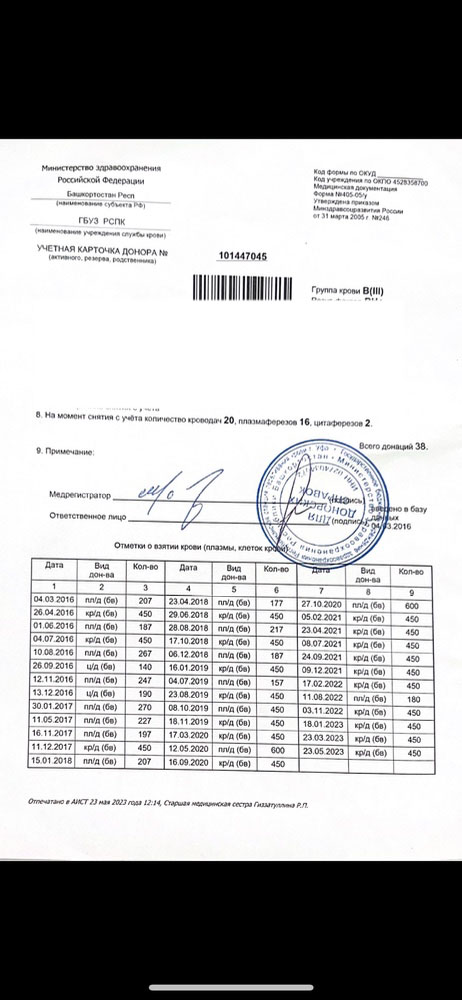 Министерство здравоохранения
Российской Федерации
Башкортостан Респ
(наименование субъекта РФ)
ГБУЗ РСПК
(наименование учреждения службы крови)
УЧЕТНАЯ КАРТОЧКА ДОНОРА № 101447045
(активного, резерва, родственника)
Код формы по ОКУД
Код учреждения по ОКПО 4528358700
Медицинская документация
Форма №405-05/у
Утверждена приказом
Минздравсоцразвития России
от 31 марта 2005 г. №246
Группа крови B(III)
8. На момент снятия с учёта количество кроводач 20, плазмаферезов 16, цитаферезов 2.
Всего донаций 38.
9. Примечание:
Медрегистратор (подпись)
Ответственное лицо (подпись)
в базу
данных
04.03.2016
ДЛЯ
ДОНОРСКИХ
СПРАВОК
Отметки о взятии крови (плазмы, клеток крови)
Дата Вид дон-ва Кол-во Дата Вид дон-ва Кол-во Дата Вид дон-ва Кол-во
1 2 3 4 5 6 7 8 9
04.03.2016 пл/д (бв) 207 23.04.2018 пл/д (бв) 177 27.10.2020 пл/д (бв) 600
26.04.2016 кр/д (бв) 450 29.06.2018 кр/д (бв) 450 05.02.2021 кр/д (бв) 450
01.06.2016 пл/д (бв) 187 28.08.2018 пл/д (бв) 217 23.04.2021 кр/д (бв) 450
04.07.2016 кр/д (бв) 450 17.10.2018 кр/д (бв) 450 08.07.2021 кр/д (бв) 450
10.08.2016 пл/д (бв) 267 06.12.2018 пл/д (бв) 187 24.09.2021 кр/д (бв) 450
26.09.2016 ц/д (бв) 140 16.01.2019 кр/д (бв) 450 09.12.2021 кр/д (бв) 450
12.11.2016 пл/д (бв) 247 04.07.2019 пл/д (бв) 157 17.02.2022 кр/д (бв) 450
13.12.2016 ц/д (бв) 190 23.08.2019 кр/д (бв) 450 11.08.2022 пл/д (бв) 180
30.01.2017 пл/д (бв) 270 08.10.2019 пл/д (бв) 450 03.11.2022 кр/д (бв) 450
11.05.2017 пл/д (бв) 227 18.11.2019 кр/д (бв) 450 18.01.2023 кр/д (бв) 450
16.11.2017 пл/д (бв) 197 17.03.2020 кр/д (бв) 450 23.03.2023 кр/д (бв) 450
11.12.2017 кр/д (бв) 450 12.05.2020 пл/д (бв) 600 23.05.2023 кр/д (бв) 450
15.01.2018 пл/д (бв) 207 16.09.2020 кр/д (бв) 450
Отпечатано в АИСТ 23 мая 2023 года 12:14, Старшая медицинская сестра Гиззатуллина Р.П.